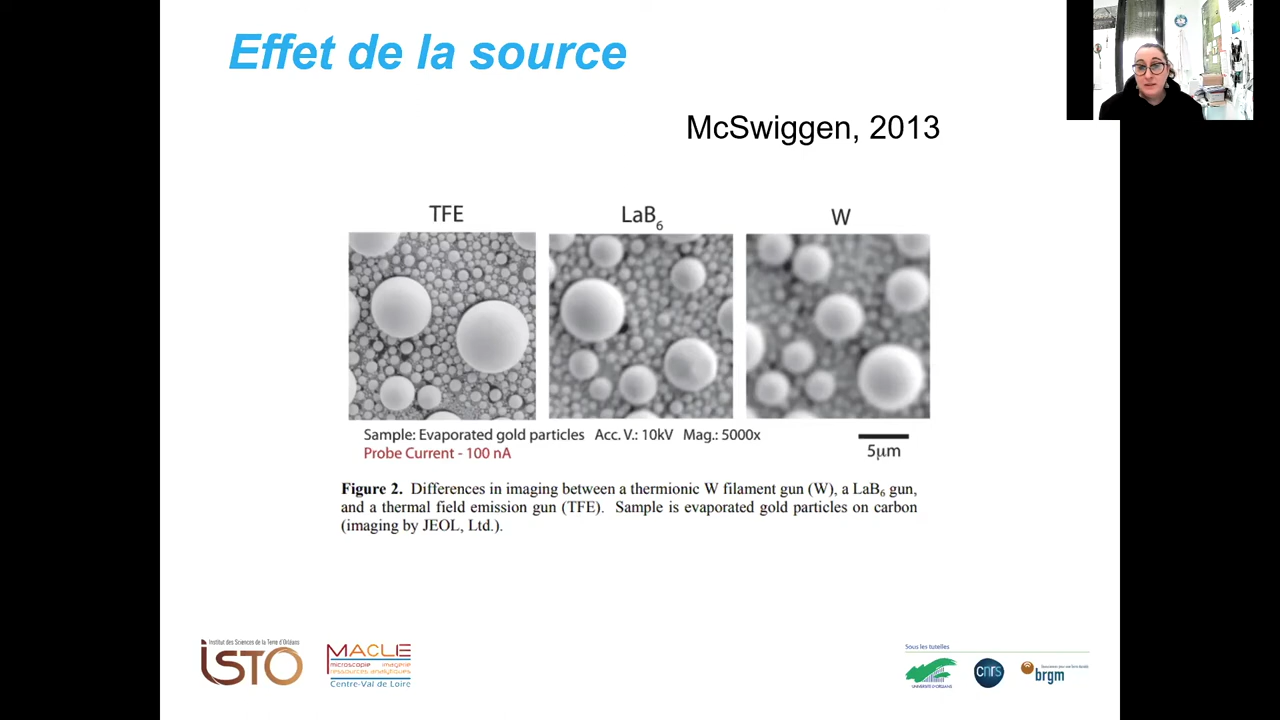 Effet de la source
McSwiggen, 2013
TFE LaB6 W
Sample: Evaporated gold particles Acc. V.: 10kV Mag.: 5000x
Probe Current - 100 nA
5μm
Figure 2. Differences in imaging between a thermionic W filament gun (W), a LaB6 gun,
and a thermal field emission gun (TFE). Sample is evaporated gold particles on carbon
(imaging by JEOL, Ltd.).
Institut des Sciences de la Terre d'Orléans
ISTO
MACLE
microscopie imagerie
ressources analytiques
Centre-Val de Loire
Sous les tutelles
UNIVERSITÉ D'ORLÉANS
cnrs
brgm